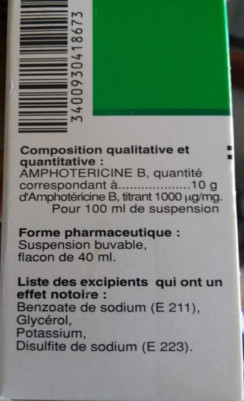 3400930418673
Composition qualitative et
quantitative :
AMPHOTERICINE B, quantité
correspondant à...................10 g
d'Amphotéricine B, titrant 1000 µg/mg.
Pour 100 ml de suspension
Forme pharmaceutique :
Suspension buvable,
flacon de 40 ml.
Liste des excipients qui ont un
effet notoire :
Benzoate de sodium (E 211),
Glycérol,
Potassium,
Disulfite de sodium (E 223).